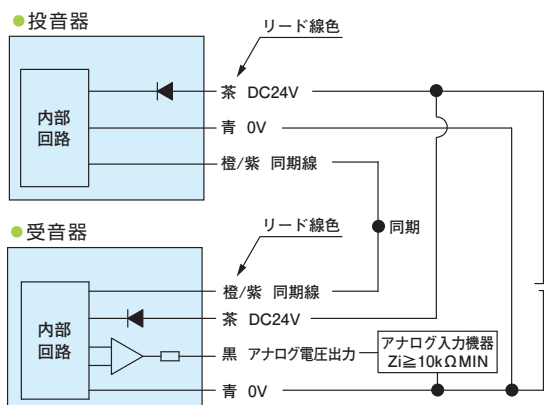 ●投音器
リード線色
内部
回路
茶 DC24V
青 0V
橙/紫 同期線
同期
●受音器
リード線色
内部
回路
橙/紫 同期線
茶 DC24V
黒 アナログ電圧出力
アナログ入力機器
Zi≧10kΩMIN
青 0V